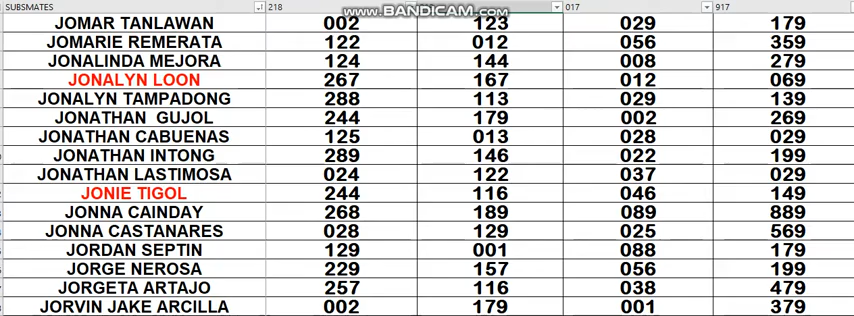 SUBSMATES 218 017 917
www.BANDICAM.com
JOMAR TANLAWAN 002 123 029 179
JOMARIE REMERATA 122 012 056 359
JONALINDA MEJORA 124 144 008 279
JONALYN LOON 267 167 012 069
JONALYN TAMPADONG 288 113 029 139
JONATHAN GUJOL 244 179 002 269
JONATHAN CABUENAS 125 013 028 029
JONATHAN INTONG 289 146 022 199
JONATHAN LASTIMOSA 024 122 037 029
JONIE TIGOL 244 116 046 149
JONNA CAINDAY 268 189 089 889
JONNA CASTANARES 028 129 025 569
JORDAN SEPTIN 129 001 088 179
JORGE NEROSA 229 157 056 199
JORGETA ARTAJO 257 116 038 479
JORVIN JAKE ARCILLA 002 179 001 379